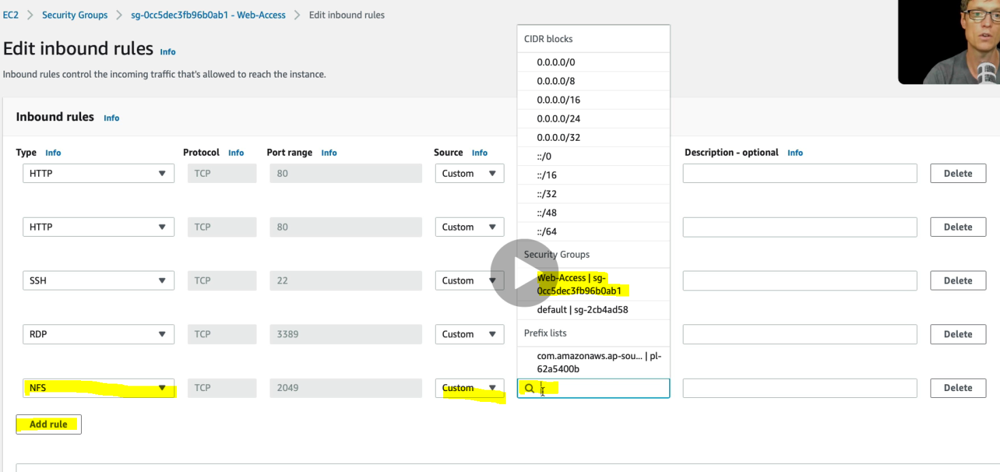 EC2 > Security Groups > sg-0cc5dec3fb96b0ab1 - Web-Access > Edit inbound rules
Edit inbound rules Info
Inbound rules control the incoming traffic that's allowed to reach the instance.
Inbound rules Info
Type Info Protocol Info Port range Info Source Info Description - optional Info
HTTP TCP 80 Custom Delete
HTTP TCP 80 Custom Delete
SSH TCP 22 Custom Delete
RDP TCP 3389 Custom Delete
NFS TCP 2049 Custom Delete
Add rule
CIDR blocks
0.0.0.0/0
0.0.0.0/8
0.0.0.0/16
0.0.0.0/24
0.0.0.0/32
::/0
::/16
::/32
::/48
::/64
Security Groups
Web-Access | sg-
0cc5dec3fb96b0ab1
default | sg-2cb4ad58
Prefix lists
com.amazonaws.ap-sou... | pl-
62a5400b